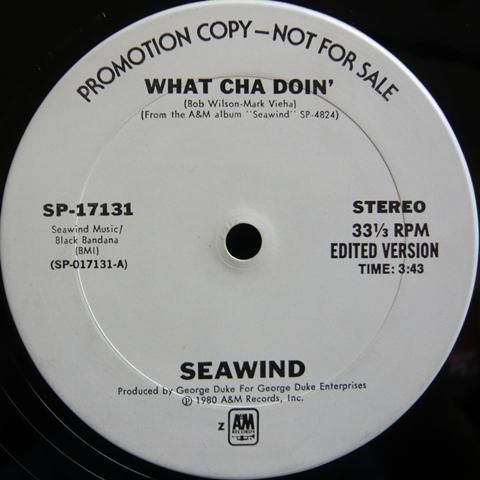 PROMOTION COPY—NOT FOR SALE
WHAT CHA DOIN'
(Bob Wilson-Mark Vieha)
(From the A&M album "Seawind" SP-4824)
SP-17131
Seawind Music/
Black Bandana
(BMI)
(SP-017131-A)
STEREO
33⅓ RPM
EDITED VERSION
TIME: 3:43
SEAWIND
Produced by George Duke For George Duke Enterprises
℗ 1980 A&M Records, Inc.
Z
A&M
RECORDS